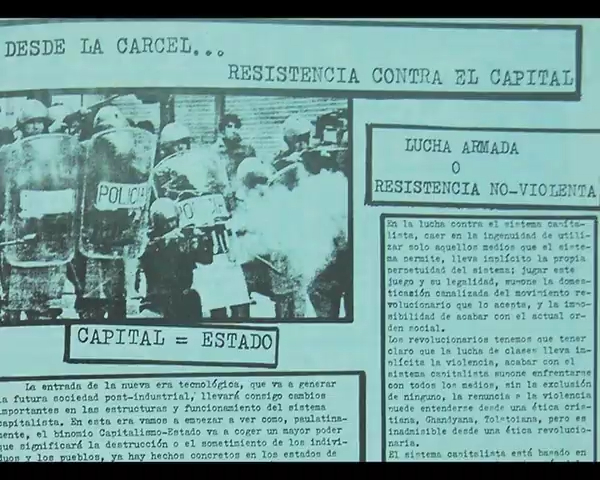 DESDE LA CARCEL...
RESISTENCIA CONTRA EL CAPITAL
POLICIA
LUCHA ARMADA
O
RESISTENCIA NO-VIOLENTA
CAPITAL = ESTADO
La entrada de la nueva era tecnológica, que va a generar
la futura sociedad post-industrial, llevará consigo cambios
importantes en las estructuras y funcionamiento del sistema
capitalista. En esta era vamos a empezar a ver como, paulatina-
mente, el binomio Capitalismo-Estado va a coger un mayor poder
que significará la destrucción o el sometimiento de los indivi-
duos y los pueblos, ya hay hechos concretos en los estados de
En la lucha contra el sistema capita-
lista, caer en la ingenuidad de utili-
zar solo aquellos medios que el siste-
ma permite, lleva implícito la propia
perpetuidad del sistema; jugar este
juego y su legalidad, supone la domes-
ticazión canalizada del movimiento re-
volucionario que lo acepta, y la impo-
sibilidad de acabar con el actual or-
den social.
Los revolucionarios tenemos que tener
claro que la lucha de clases lleva im-
plícita la violencia, acabar con el
sistema capitalista supone enfrentarse
con todos los medios, sin la exclusión
de ninguno, la renuncia a la violencia
puede entenderse desde una ética cris-
tiana, Ghandyana, Tolstoiana, pero es
inadmisible desde una ética revolucio-
naria.
El sistema capitalista está basado en